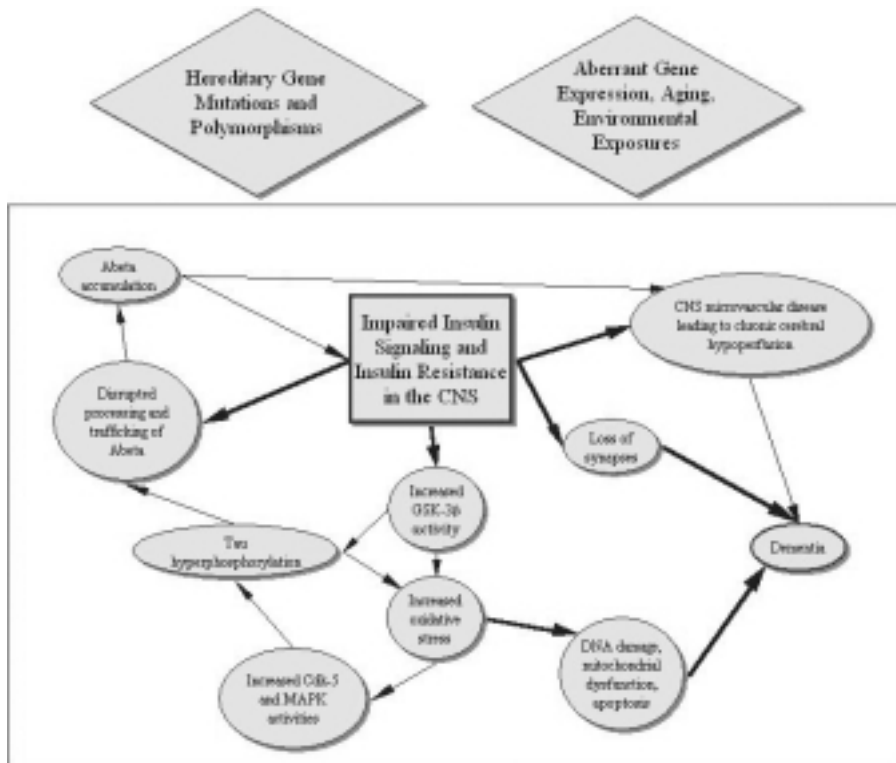 Hereditary Gene
Mutations and
Polymorphisms
Aberrant Gene
Expression, Aging,
Environmental
Exposures
Abeta
accumulation
Impaired Insulin
Signaling and
Insulin Resistance
in the CNS
CNS microvascular disease
leading to chronic cerebral
hypoperfusion
Disrupted
processing and
trafficking of
Abeta
Loss of
synapses
Increased
GSK-3β
activity
Tau
hyperphosphorylation
Dementia
Increased
oxidative
stress
DNA damage,
mitochondrial
dysfunction,
apoptosis
Increased Cdk-5
and MAPK
activities